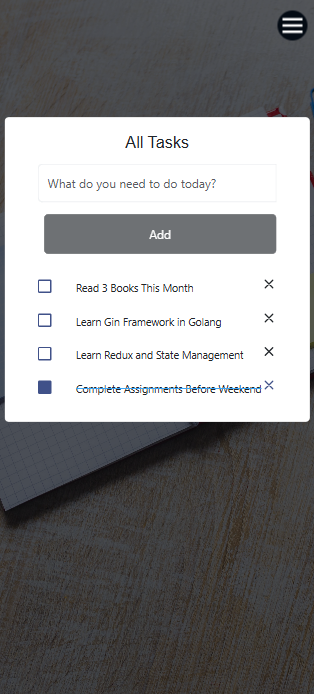 All Tasks
What do you need to do today?
Add
Read 3 Books This Month
Learn Gin Framework in Golang
Learn Redux and State Management
Complete Assignments Before Weekend